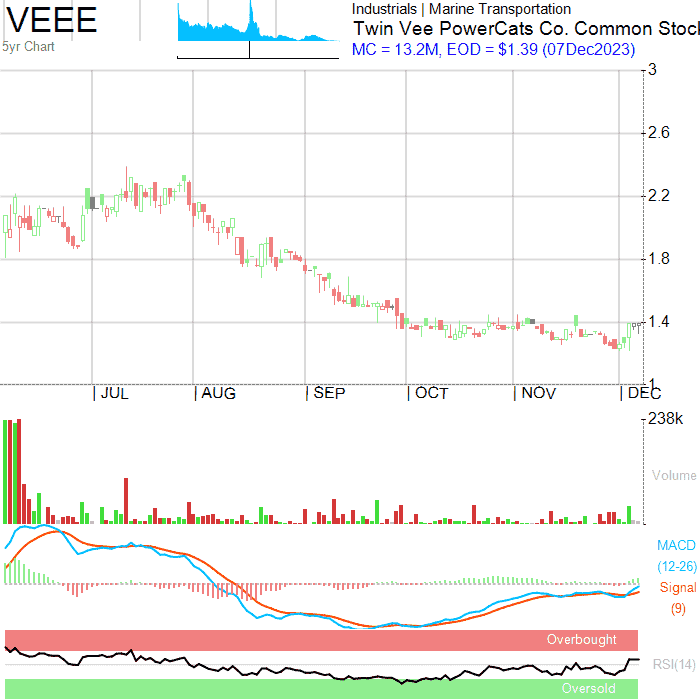 VEEE
5yr Chart
Industrials | Marine Transportation
Twin Vee PowerCats Co. Common Stock
MC = 13.2M, EOD = $1.39 (07Dec2023)
3
2.6
2.2
1.8
1.4
1
JUL
AUG
SEP
OCT
NOV
DEC
238k
Volume
MACD
(12-26)
Signal
(9)
Overbought
RSI(14)
Oversold